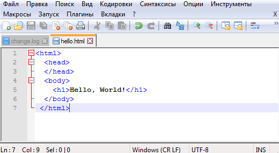 Файл Правка Поиск Вид Кодировки Синтаксисы Опции Инструменты
Макросы Запуск Плагины Вкладки ? X
change.log hello.html
1 <html>
2 <head>
3 </head>
4 <body>
5 <h1>Hello, World!</h1>
6 </body>
7 </html>
Ln : 7 Col : 9 Sel : 0 | 0 Windows (CR LF) UTF-8 INS